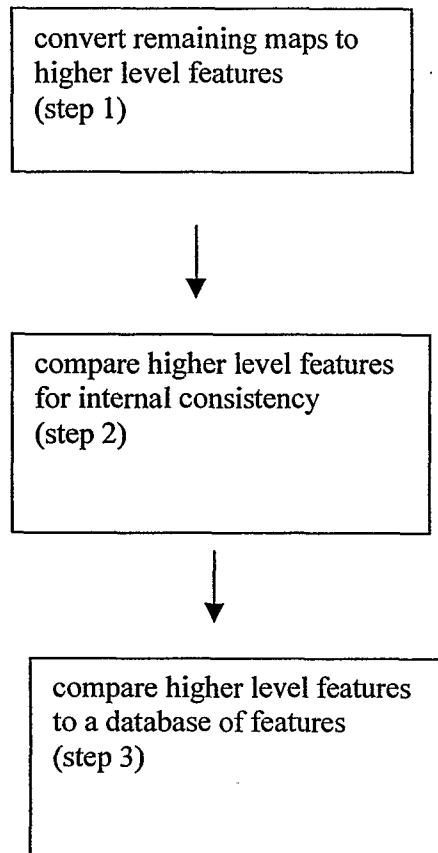 convert remaining maps to
higher level features
(step 1)
compare higher level features
for internal consistency
(step 2)
compare higher level features
to a database of features
(step 3)